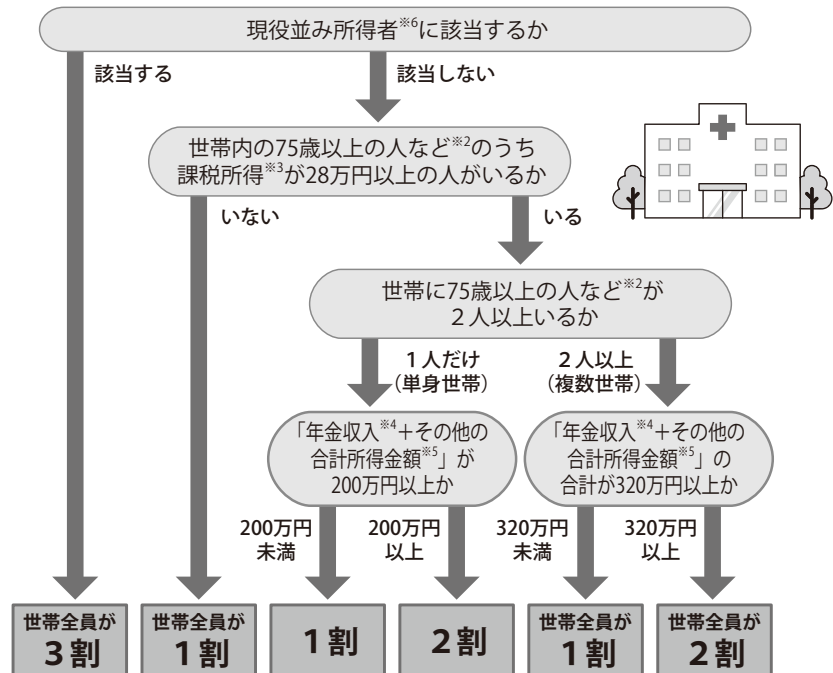 現役並み所得者※6に該当するか
該当する
該当しない
世帯内の75歳以上の人など※2のうち
課税所得※3が28万円以上の人がいるか
いない
いる
世帯に75歳以上の人など※2が
２人以上いるか
１人だけ
（単身世帯）
２人以上
（複数世帯）
「年金収入※4＋その他の
合計所得金額※5」が
200万円以上か
「年金収入※4＋その他の
合計所得金額※5」の
合計が320万円以上か
200万円
未満
200万円
以上
320万円
未満
320万円
以上
世帯全員が
３割
世帯全員が
１割
１割
２割
世帯全員が
１割
世帯全員が
２割